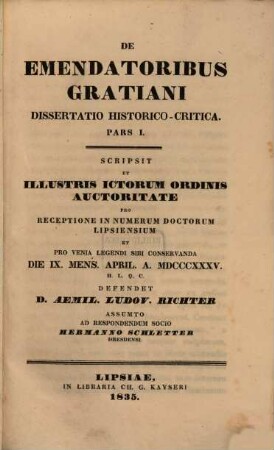 DE
EMENDATORIBUS
GRATIANI
DISSERTATIO HISTORICO-CRITICA.
PARS I.
SCRIPSIT
ET
ILLUSTRIS ICTORUM ORDINIS
AUCTORITATE
PRO
RECEPTIONE IN NUMERUM DOCTORUM
LIPSIENSIUM
ET
PRO VENIA LEGENDI SIBI CONSERVANDA
DIE IX. MENS. APRIL. A. MDCCCXXXV.
H. L. Q. C.
DEFENDET
D. AEMIL. LUDOV. RICHTER
ASSUMTO
AD RESPONDENDUM SOCIO
HERMANNO SCHLETTER
DRESDENSI.
LIPSIAE,
IN LIBRARIA CH. G. KAYSERI
1835.